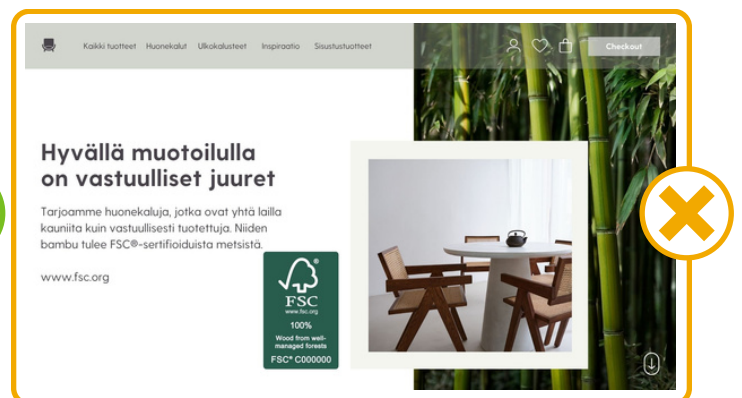 Kaikki tuotteet Huonekalut Ulkokalusteet Inspiraatio Sisustustuotteet Checkout
Hyvällä muotoilulla
on vastuulliset juuret
Tarjoamme huonekaluja, jotka ovat yhtä lailla
kauniita kuin vastuullisesti tuotettuja. Niiden
bambu tulee FSC®-sertifioiduista metsistä.
www.fsc.org
®
FSC
www.fsc.org
100%
Wood from well-
managed forests
FSC® C000000